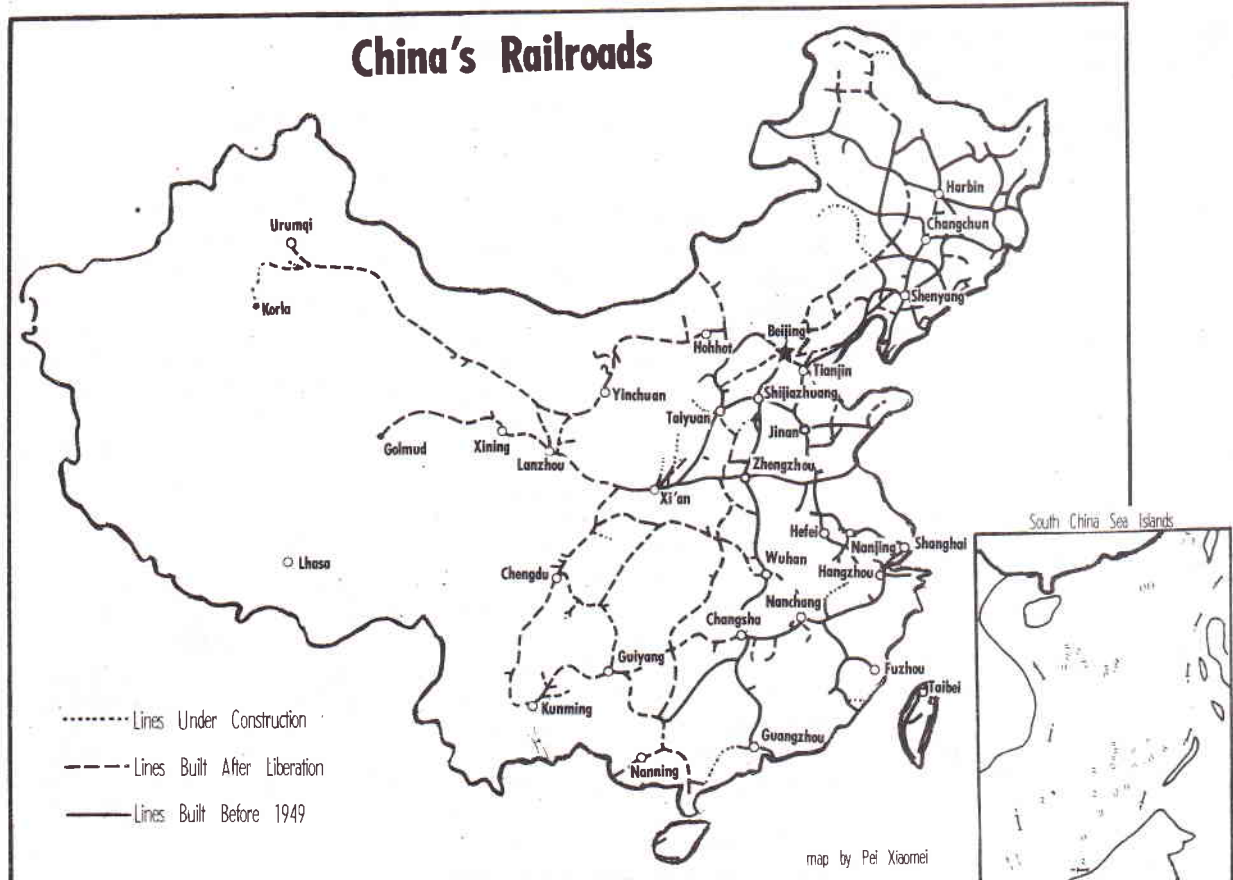 China's Railroads
Harbin
Changchun
Urumqi
Shenyang
Korla
Beijing
Hohhot
Tianjin
Yinchuan
Shijiazhuang
Taiyuan
Jinan
Golmud
Xining
Lanzhou
Zhengzhou
Xi'an
South China Sea Islands
Hefei
Nanjing
Shanghai
Lhasa
Wuhan
Chengdu
Hangzhou
Nanchang
Changsha
Guiyang
Fuzhou
Taibei
Kunming
Lines Under Construction
Guangzhou
Lines Built After Liberation
Nanning
Lines Built Before 1949
map by Pei Xiaomei